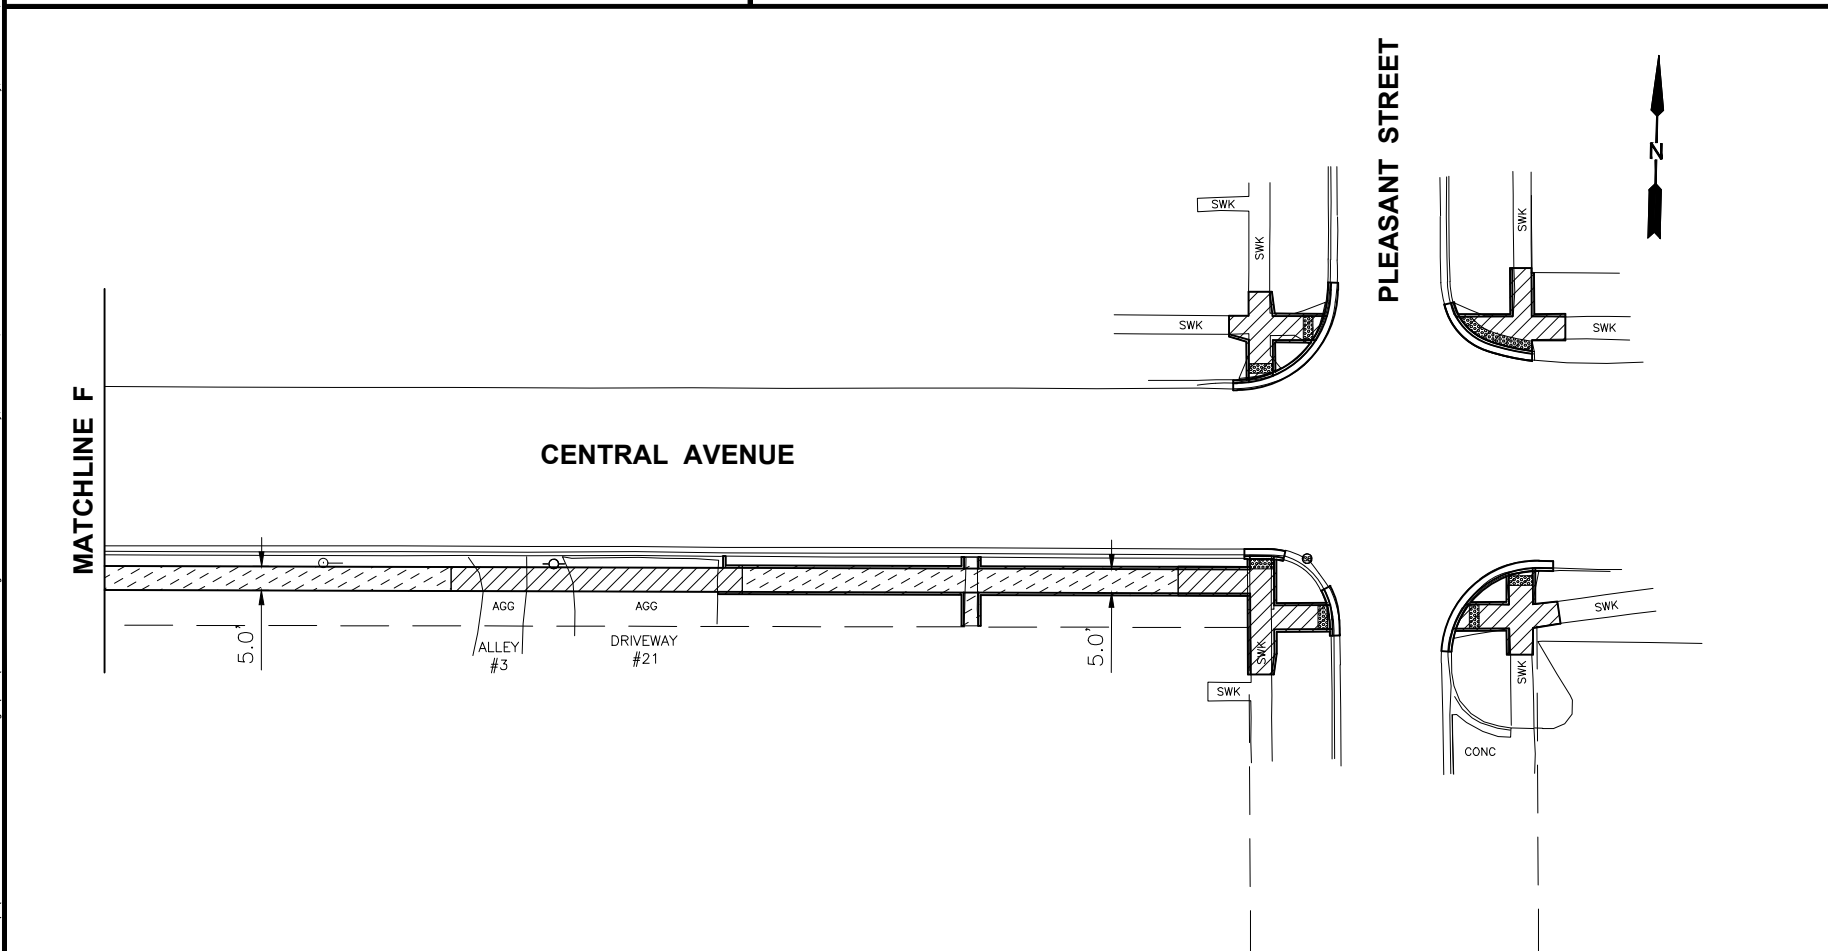 PLEASANT STREET
N
SWK
SWK
SWK
SWK
SWK
MATCHLINE F
CENTRAL AVENUE
AGG
AGG
ALLEY
#3
DRIVEWAY
#21
5.0'
5.0'
SWK
SWK
SWK
SWK
CONC